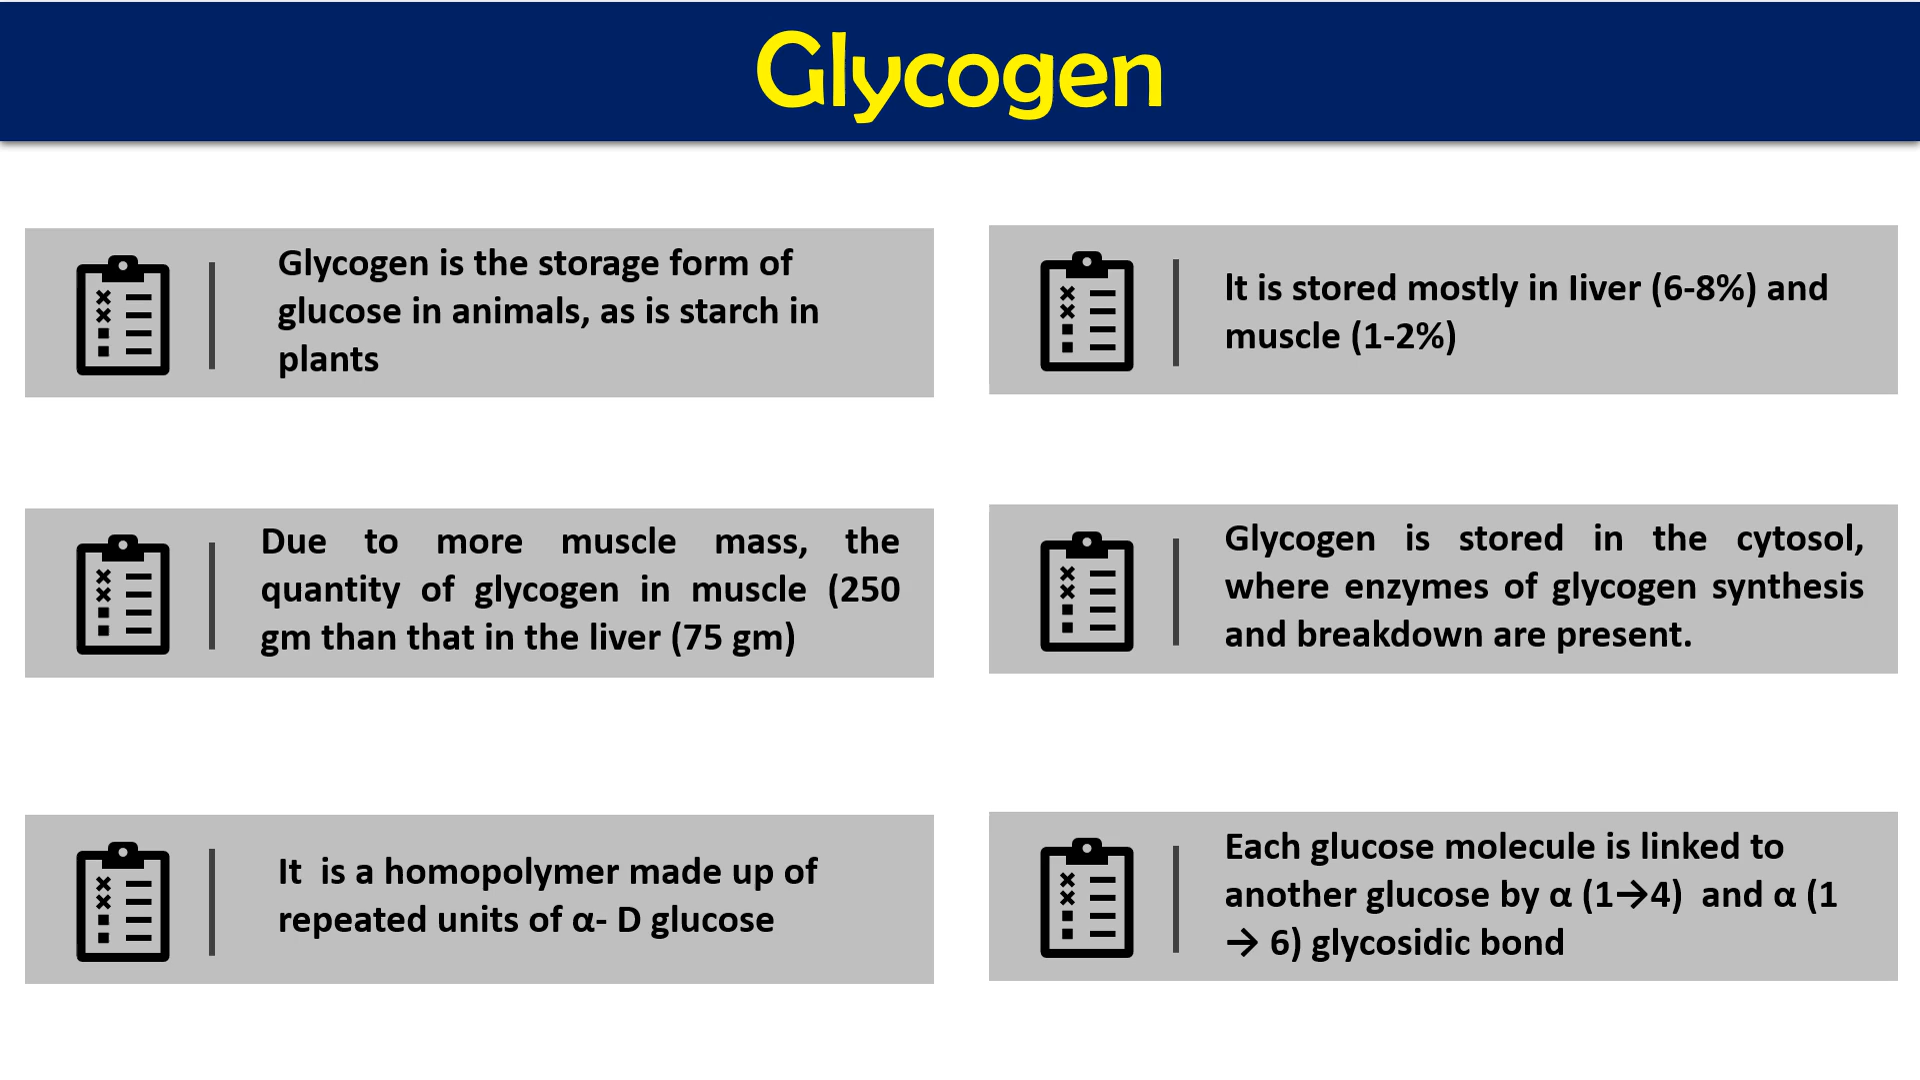 Glycogen
Glycogen is the storage form of
glucose in animals, as is starch in
plants
It is stored mostly in liver (6-8%) and
muscle (1-2%)
Due to more muscle mass, the
quantity of glycogen in muscle (250
gm than that in the liver (75 gm)
Glycogen is stored in the cytosol,
where enzymes of glycogen synthesis
and breakdown are present.
It is a homopolymer made up of
repeated units of α- D glucose
Each glucose molecule is linked to
another glucose by α (1→4) and α (1
→ 6) glycosidic bond